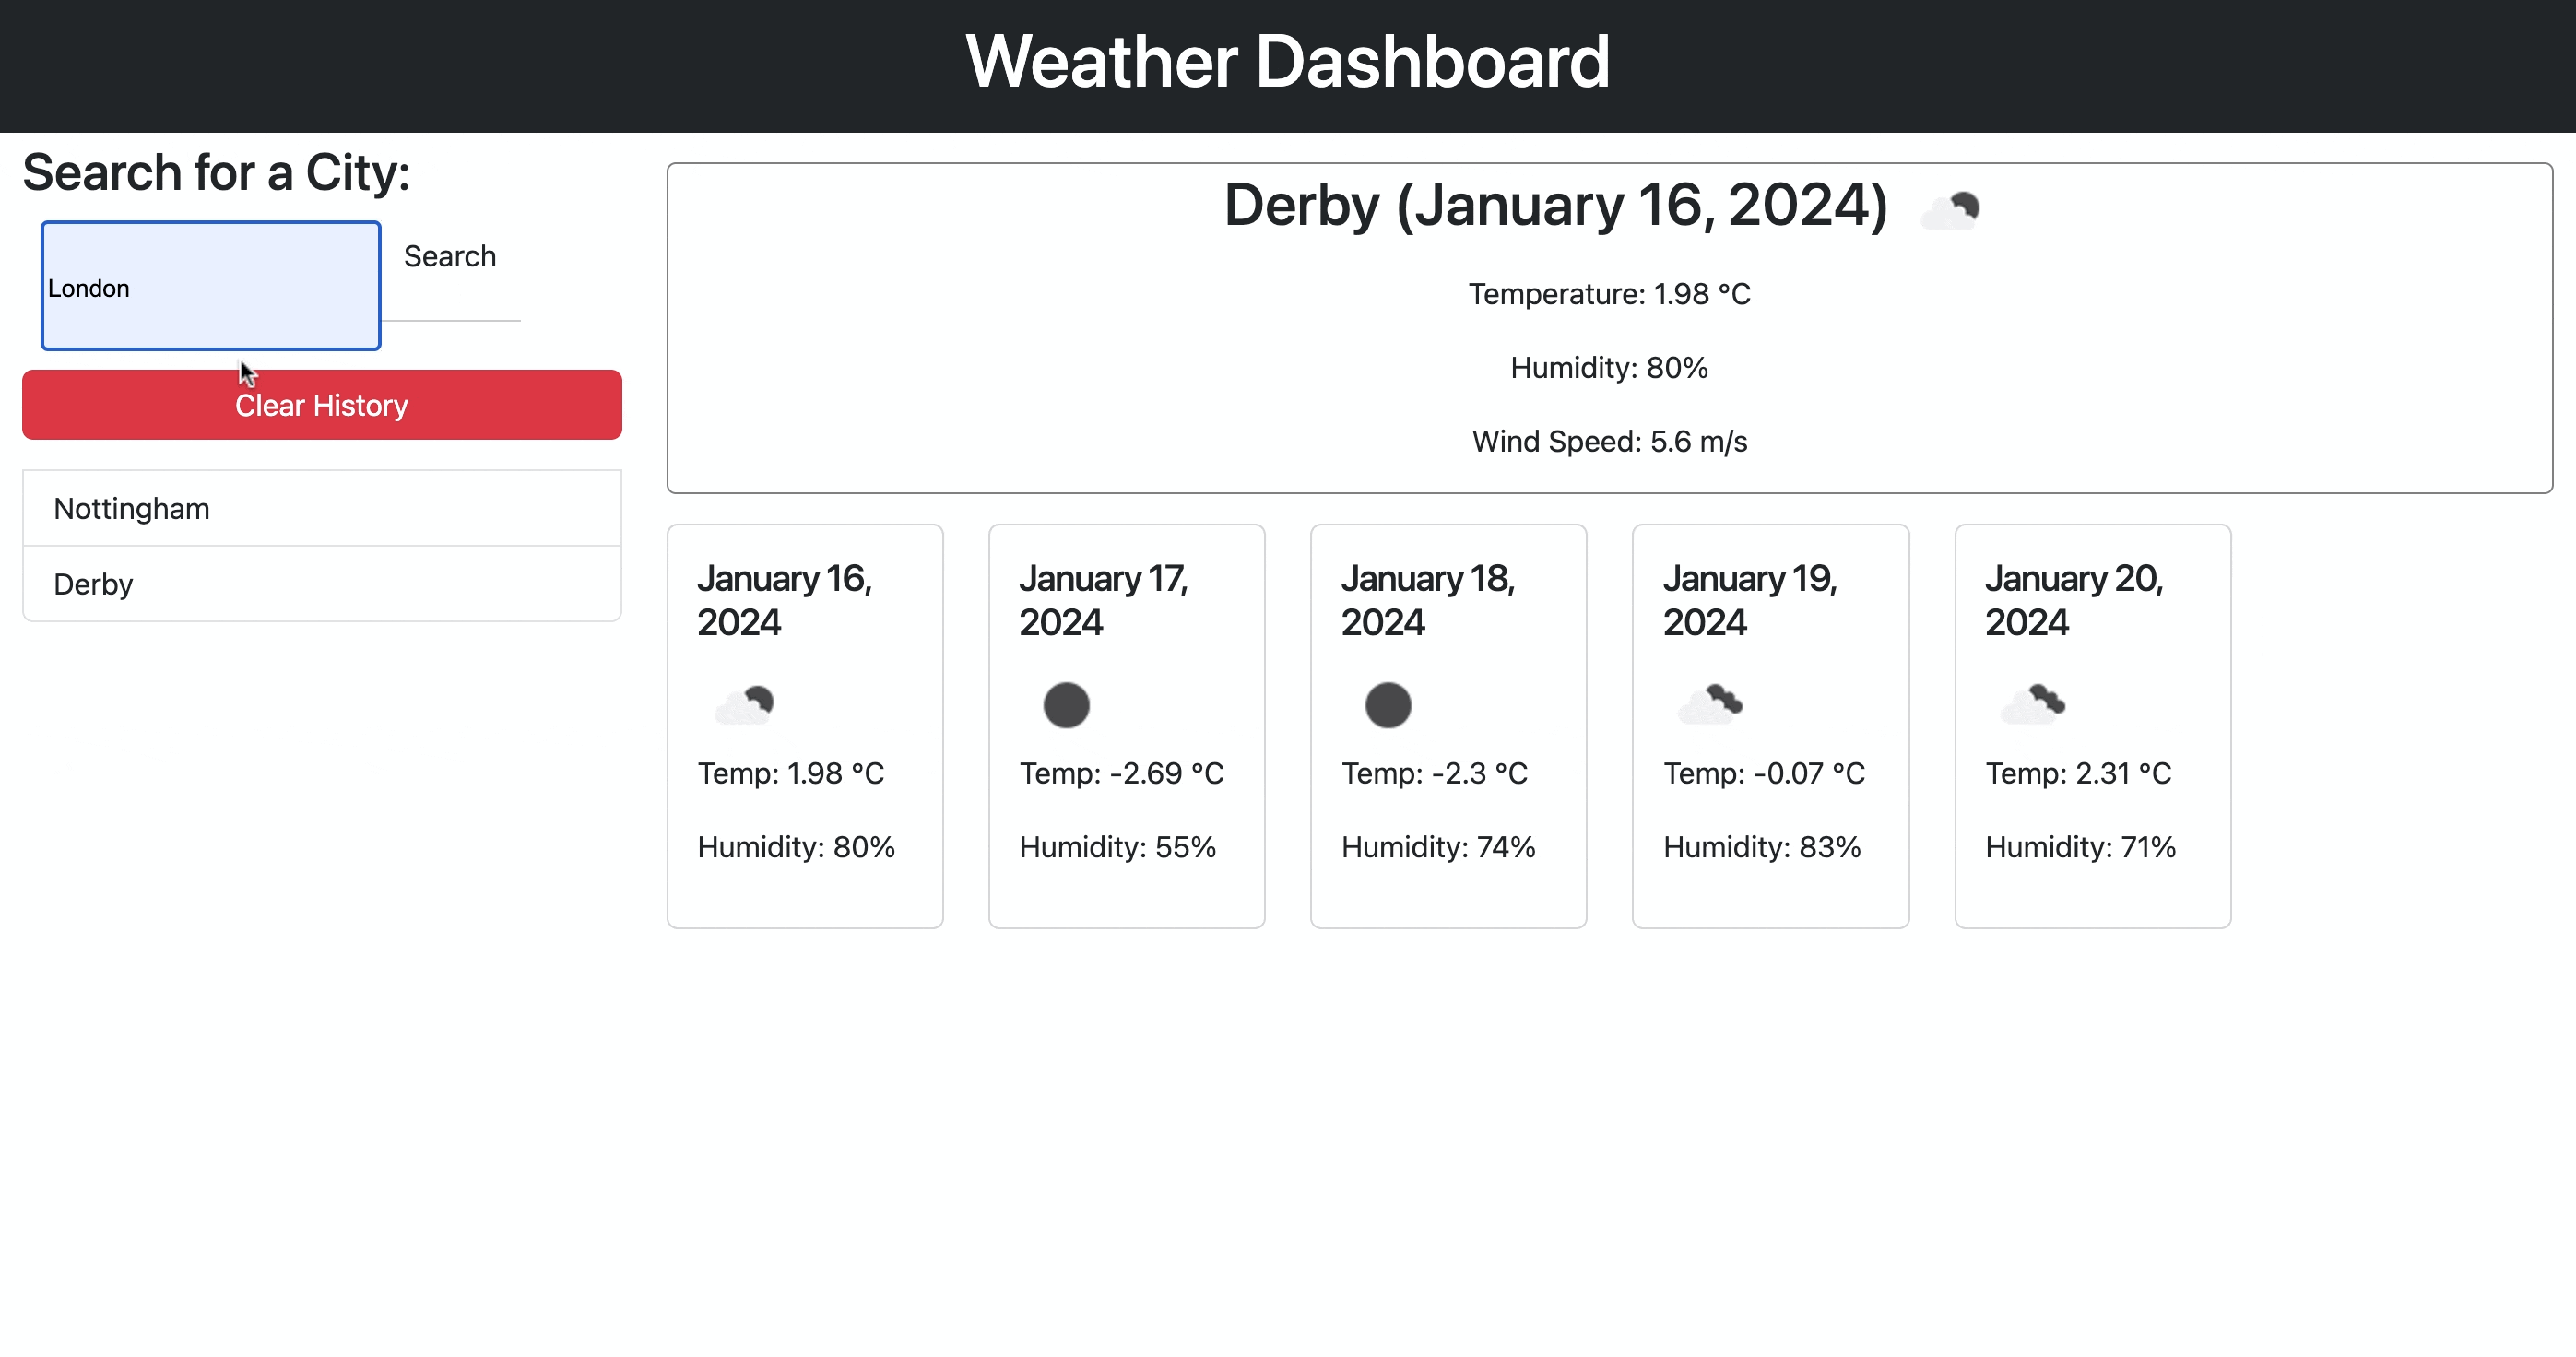 Weather Dashboard
Search for a City:
London
Search
Clear History
Nottingham
Derby
Derby (January 16, 2024)
Temperature: 1.98 °C
Humidity: 80%
Wind Speed: 5.6 m/s
January 16,
2024
Temp: 1.98 °C
Humidity: 80%
January 17,
2024
Temp: -2.69 °C
Humidity: 55%
January 18,
2024
Temp: -2.3 °C
Humidity: 74%
January 19,
2024
Temp: -0.07 °C
Humidity: 83%
January 20,
2024
Temp: 2.31 °C
Humidity: 71%